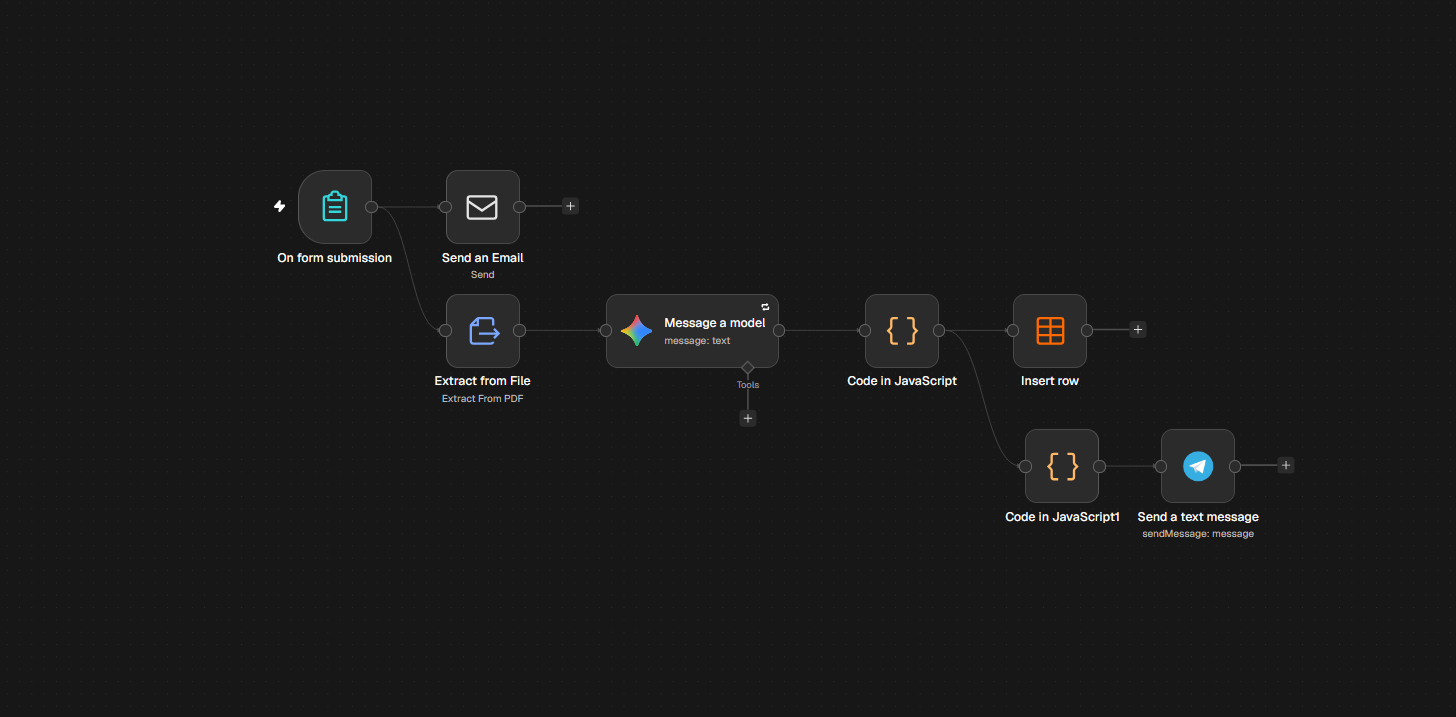 On form submission
Send an Email
Send
Extract from File
Extract From PDF
Message a model
message: text
Tools
Code in JavaScript
Insert row
Code in JavaScript1
Send a text message
sendMessage: message